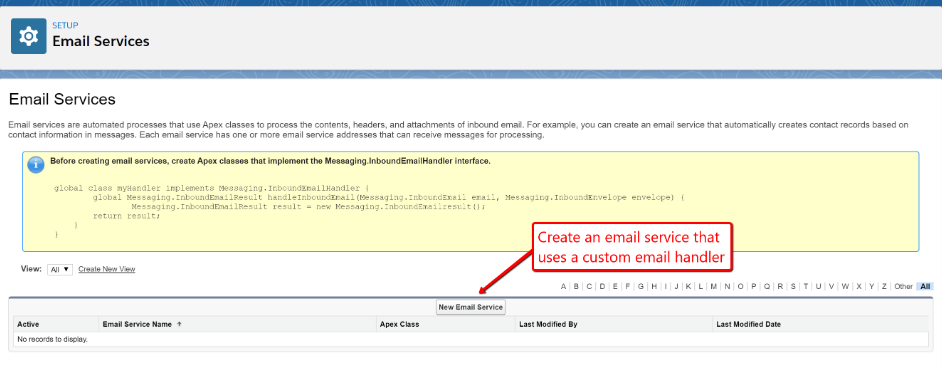 SETUP
Email Services
Email Services
Email services are automated processes that use Apex classes to process the contents, headers, and attachments of inbound email. For example, you can create an email service that automatically creates contact records based on
contact information in messages. Each email service has one or more email service addresses that can receive messages for processing.
Before creating email services, create Apex classes that implement the Messaging.InboundEmailHandler interface.
global class myHandler implements Messaging.InboundEmailHandler {
global Messaging.InboundEmailResult handleInboundEmail(Messaging.InboundEmail email, Messaging.InboundEnvelope envelope) {
Messaging.InboundEmailResult result = new Messaging.InboundEmailresult();
return result;
}
}
Create an email service that
uses a custom email handler
View: All ▼ Create New View
A | B | C | D | E | F | G | H | I | J | K | L | M | N | O | P | Q | R | S | T | U | V | W | X | Y | Z | Other | All
New Email Service
Active Email Service Name ↑ Apex Class Last Modified By Last Modified Date
No records to display.